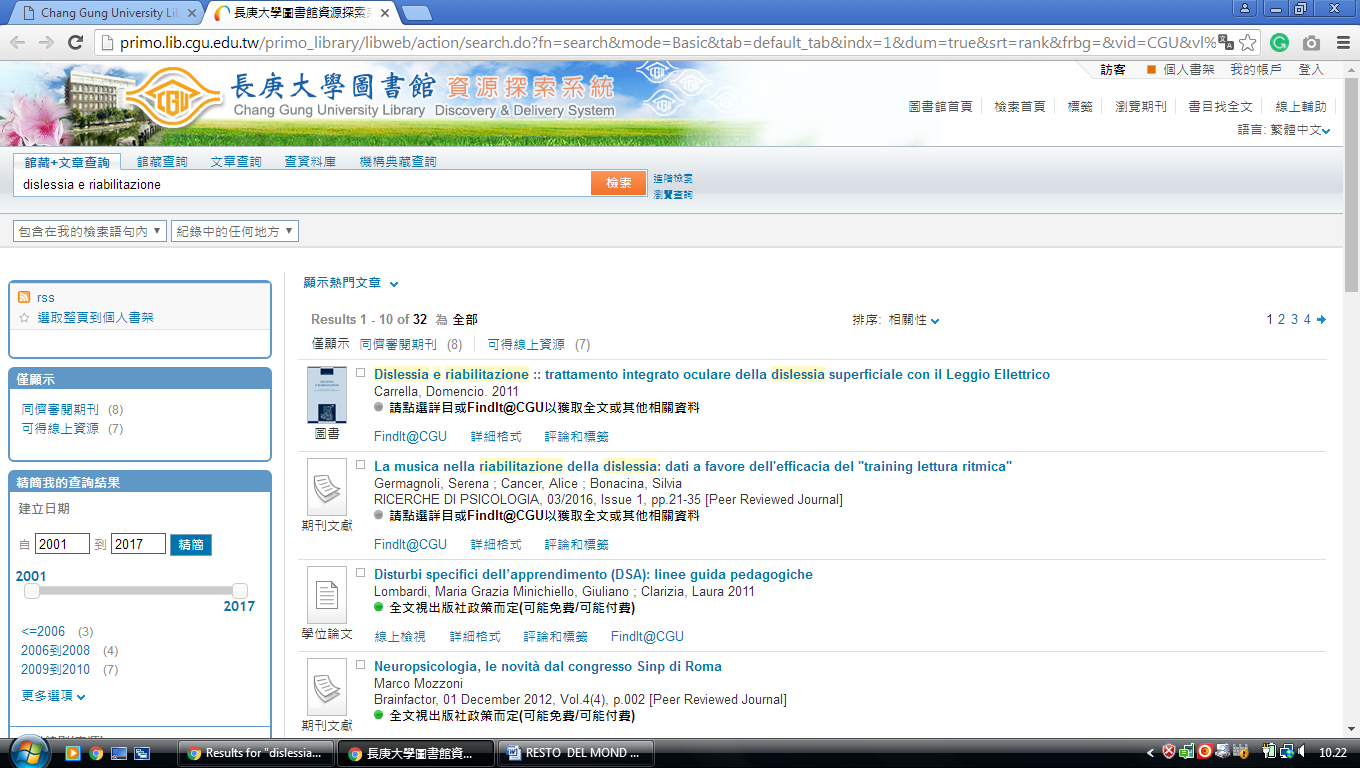 Chang Gung University Li
長庚大學圖書館資源探索
primo.lib.cgu.edu.tw/primo_library/libweb/action/search.do?fn=search&mode=Basic&tab=default_tab&indx=1&dum=true&srt=rank&frbg=&vid=CGU&vl%
CGU
長庚大學圖書館 資源探索系統
Chang Gung University Library Discovery & Delivery System
訪客 個人書架 我的帳戶 登入
圖書館首頁 檢索首頁 標籤 瀏覽期刊 書目找全文 線上輔助
語言: 繁體中文
館藏+文章查詢 館藏查詢 文章查詢 查資料庫 機構典藏查詢
dislessia e riabilitazione 檢索
進階檢索
瀏覽查詢
包含在我的檢索語句內 紀錄中的任何地方
rss
選取整頁到個人書架
僅顯示
同儕審閱期刊 (8)
可得線上資源 (7)
精簡我的查詢結果
建立日期
自 2001 到 2017 精簡
2001
2017
<=2006 (3)
2006到2008 (4)
2009到2010 (7)
更多選項
顯示熱門文章
Results 1 - 10 of 32 為 全部
排序: 相關性
1 2 3 4
僅顯示 同儕審閱期刊 (8) 可得線上資源 (7)
Dislessia e riabilitazione :: trattamento integrato oculare della dislessia superficiale con il Leggio Ellettrico
Carrella, Domencio. 2011
請點選詳目或FindIt@CGU以獲取全文或其他相關資料
圖書
FindIt@CGU 詳細格式 評論和標籤
La musica nella riabilitazione della dislessia: dati a favore dell'efficacia del "training lettura ritmica"
Germagnoli, Serena ; Cancer, Alice ; Bonacina, Silvia
RICERCHE DI PSICOLOGIA, 03/2016, Issue 1, pp.21-35 [Peer Reviewed Journal]
請點選詳目或FindIt@CGU以獲取全文或其他相關資料
期刊文獻
FindIt@CGU 詳細格式 評論和標籤
Disturbi specifici dell'apprendimento (DSA): linee guida pedagogiche
Lombardi, Maria Grazia Minichiello, Giuliano ; Clarizia, Laura 2011
全文視出版社政策而定(可能免費/可能付費)
學位論文
線上檢視 詳細格式 評論和標籤 FindIt@CGU
Neuropsicologia, le novità dal congresso Sinp di Roma
Marco Mozzoni
Brainfactor, 01 December 2012, Vol.4(4), p.002 [Peer Reviewed Journal]
全文視出版社政策而定(可能免費/可能付費)
期刊文獻
Results for "dislessia...
長庚大學圖書館資...
RESTO DEL MOND ...
10.22